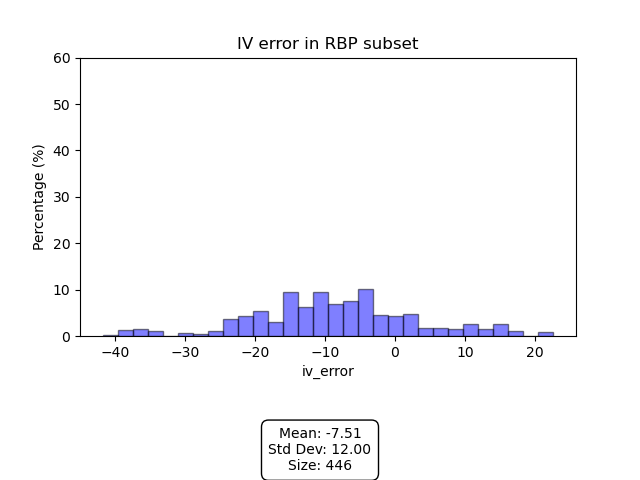 IV error in RBP subset
60
50
40
30
20
10
0
Percentage (%)
−40
−30
−20
−10
0
10
20
iv_error
Mean: -7.51
Std Dev: 12.00
Size: 446